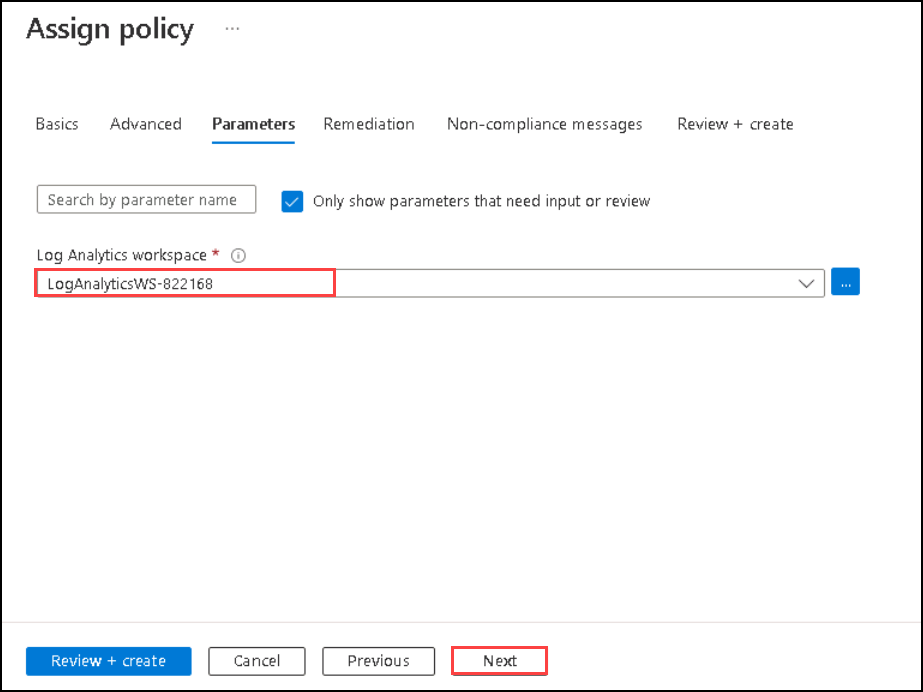 Assign policy ...
Basics Advanced Parameters Remediation Non-compliance messages Review + create
Search by parameter name Only show parameters that need input or review
Log Analytics workspace *
LogAnalyticsWS-822168 ...
Review + create Cancel Previous Next